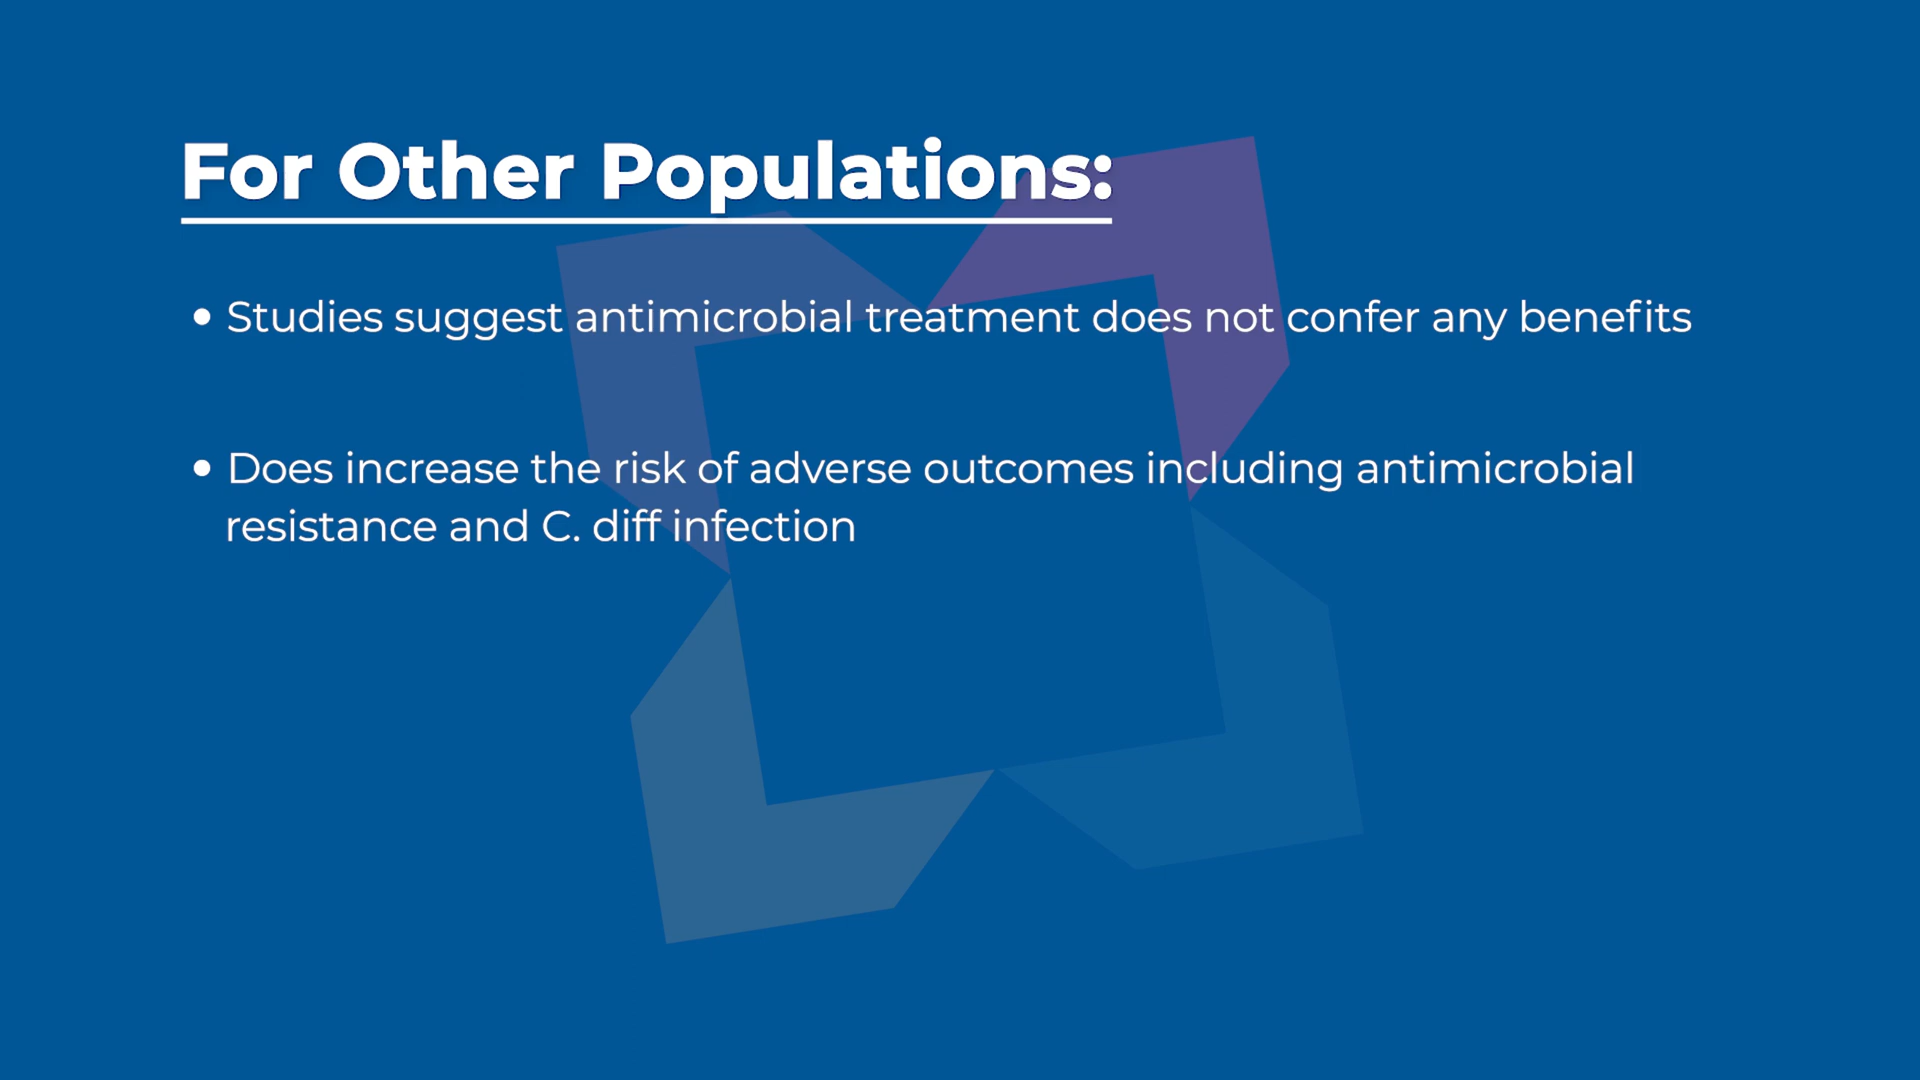 For Other Populations:
• Studies suggest antimicrobial treatment does not confer any benefits
• Does increase the risk of adverse outcomes including antimicrobial
resistance and C. diff infection